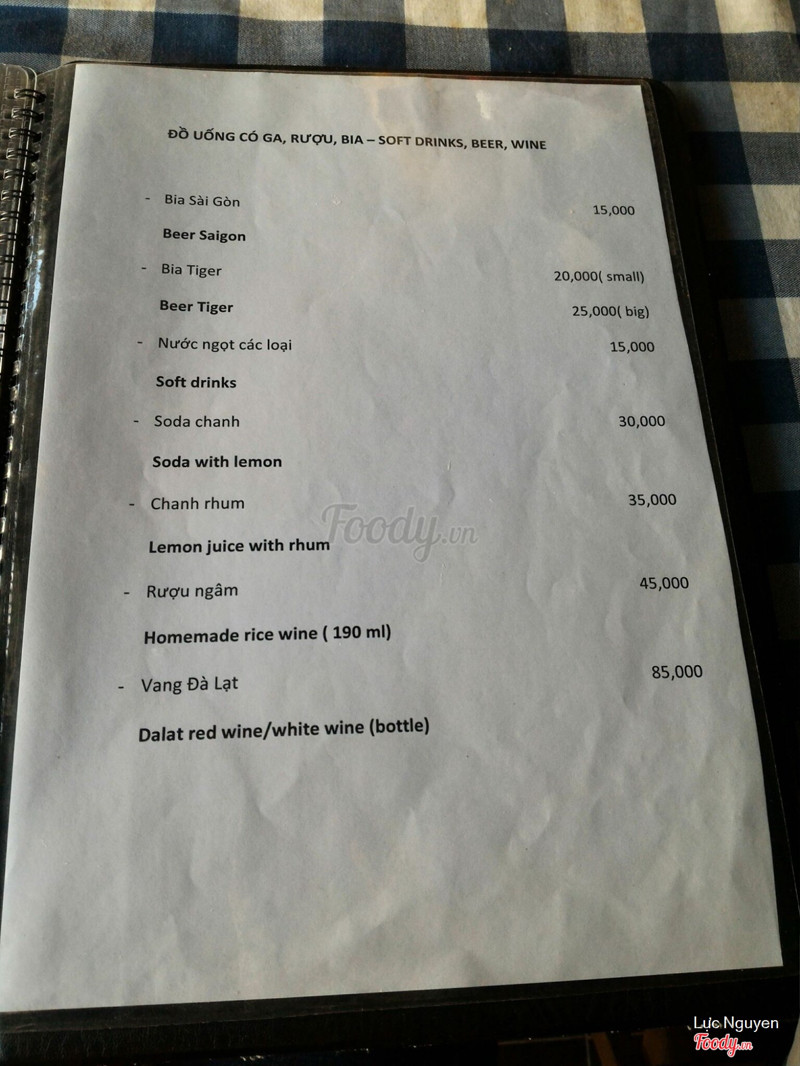 ĐỒ UỐNG CÓ GA, RƯỢU, BIA – SOFT DRINKS, BEER, WINE
- Bia Sài Gòn 15,000
Beer Saigon
- Bia Tiger 20,000( small)
Beer Tiger 25,000( big)
- Nước ngọt các loại 15,000
Soft drinks
- Soda chanh 30,000
Soda with lemon
- Chanh rhum 35,000
Foody.vn
Lemon juice with rhum
- Rượu ngâm 45,000
Homemade rice wine ( 190 ml)
- Vang Đà Lạt 85,000
Dalat red wine/white wine (bottle)
Lực Nguyen
Foody.vn